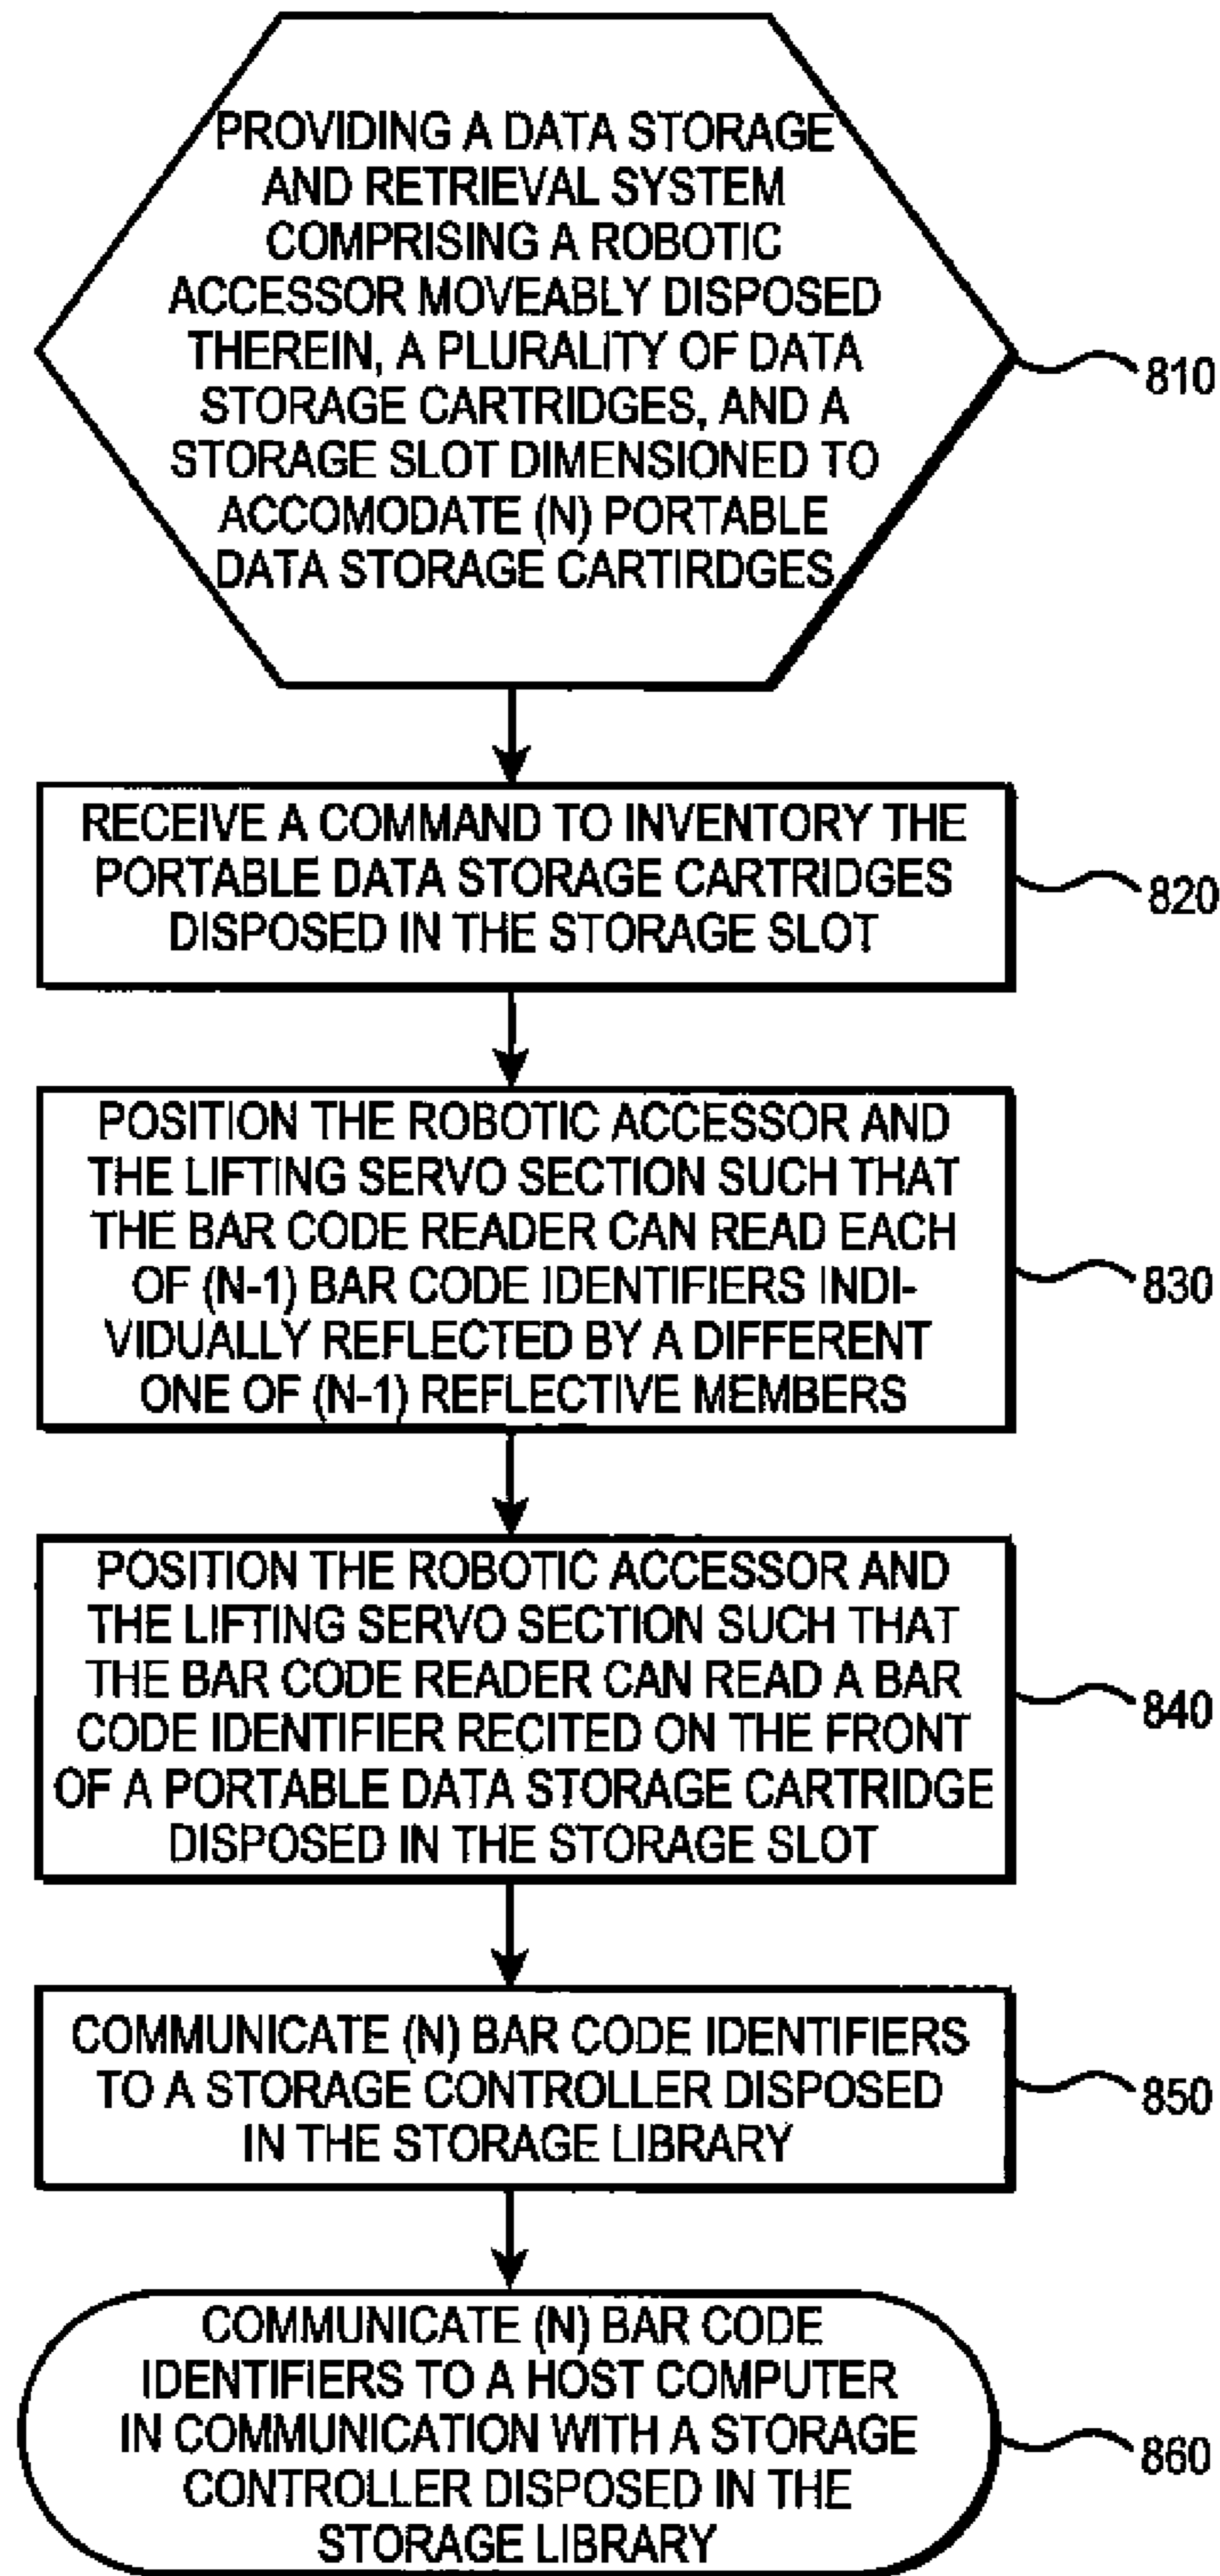 PROVIDING A DATA STORAGE
AND RETRIEVAL SYSTEM
COMPRISING A ROBOTIC
ACCESSOR MOVEABLY DISPOSED
THEREIN, A PLURALITY OF DATA
STORAGE CARTRIDGES, AND A
STORAGE SLOT DIMENSIONED TO
ACCOMODATE (N) PORTABLE
DATA STORAGE CARTIRDGES
810
RECEIVE A COMMAND TO INVENTORY THE
PORTABLE DATA STORAGE CARTRIDGES
DISPOSED IN THE STORAGE SLOT
820
POSITION THE ROBOTIC ACCESSOR AND
THE LIFTING SERVO SECTION SUCH THAT
THE BAR CODE READER CAN READ EACH
OF (N-1) BAR CODE IDENTIFIERS INDI-
VIDUALLY REFLECTED BY A DIFFERENT
ONE OF (N-1) REFLECTIVE MEMBERS
830
POSITION THE ROBOTIC ACCESSOR AND
THE LIFTING SERVO SECTION SUCH THAT
THE BAR CODE READER CAN READ A BAR
CODE IDENTIFIER RECITED ON THE FRONT
OF A PORTABLE DATA STORAGE CARTRIDGE
DISPOSED IN THE STORAGE SLOT
840
COMMUNICATE (N) BAR CODE IDENTIFIERS
TO A STORAGE CONTROLLER DISPOSED
IN THE STORAGE LIBRARY
850
COMMUNICATE (N) BAR CODE
IDENTIFIERS TO A HOST COMPUTER
IN COMMUNICATION WITH A STORAGE
CONTROLLER DISPOSED IN THE
STORAGE LIBRARY
860